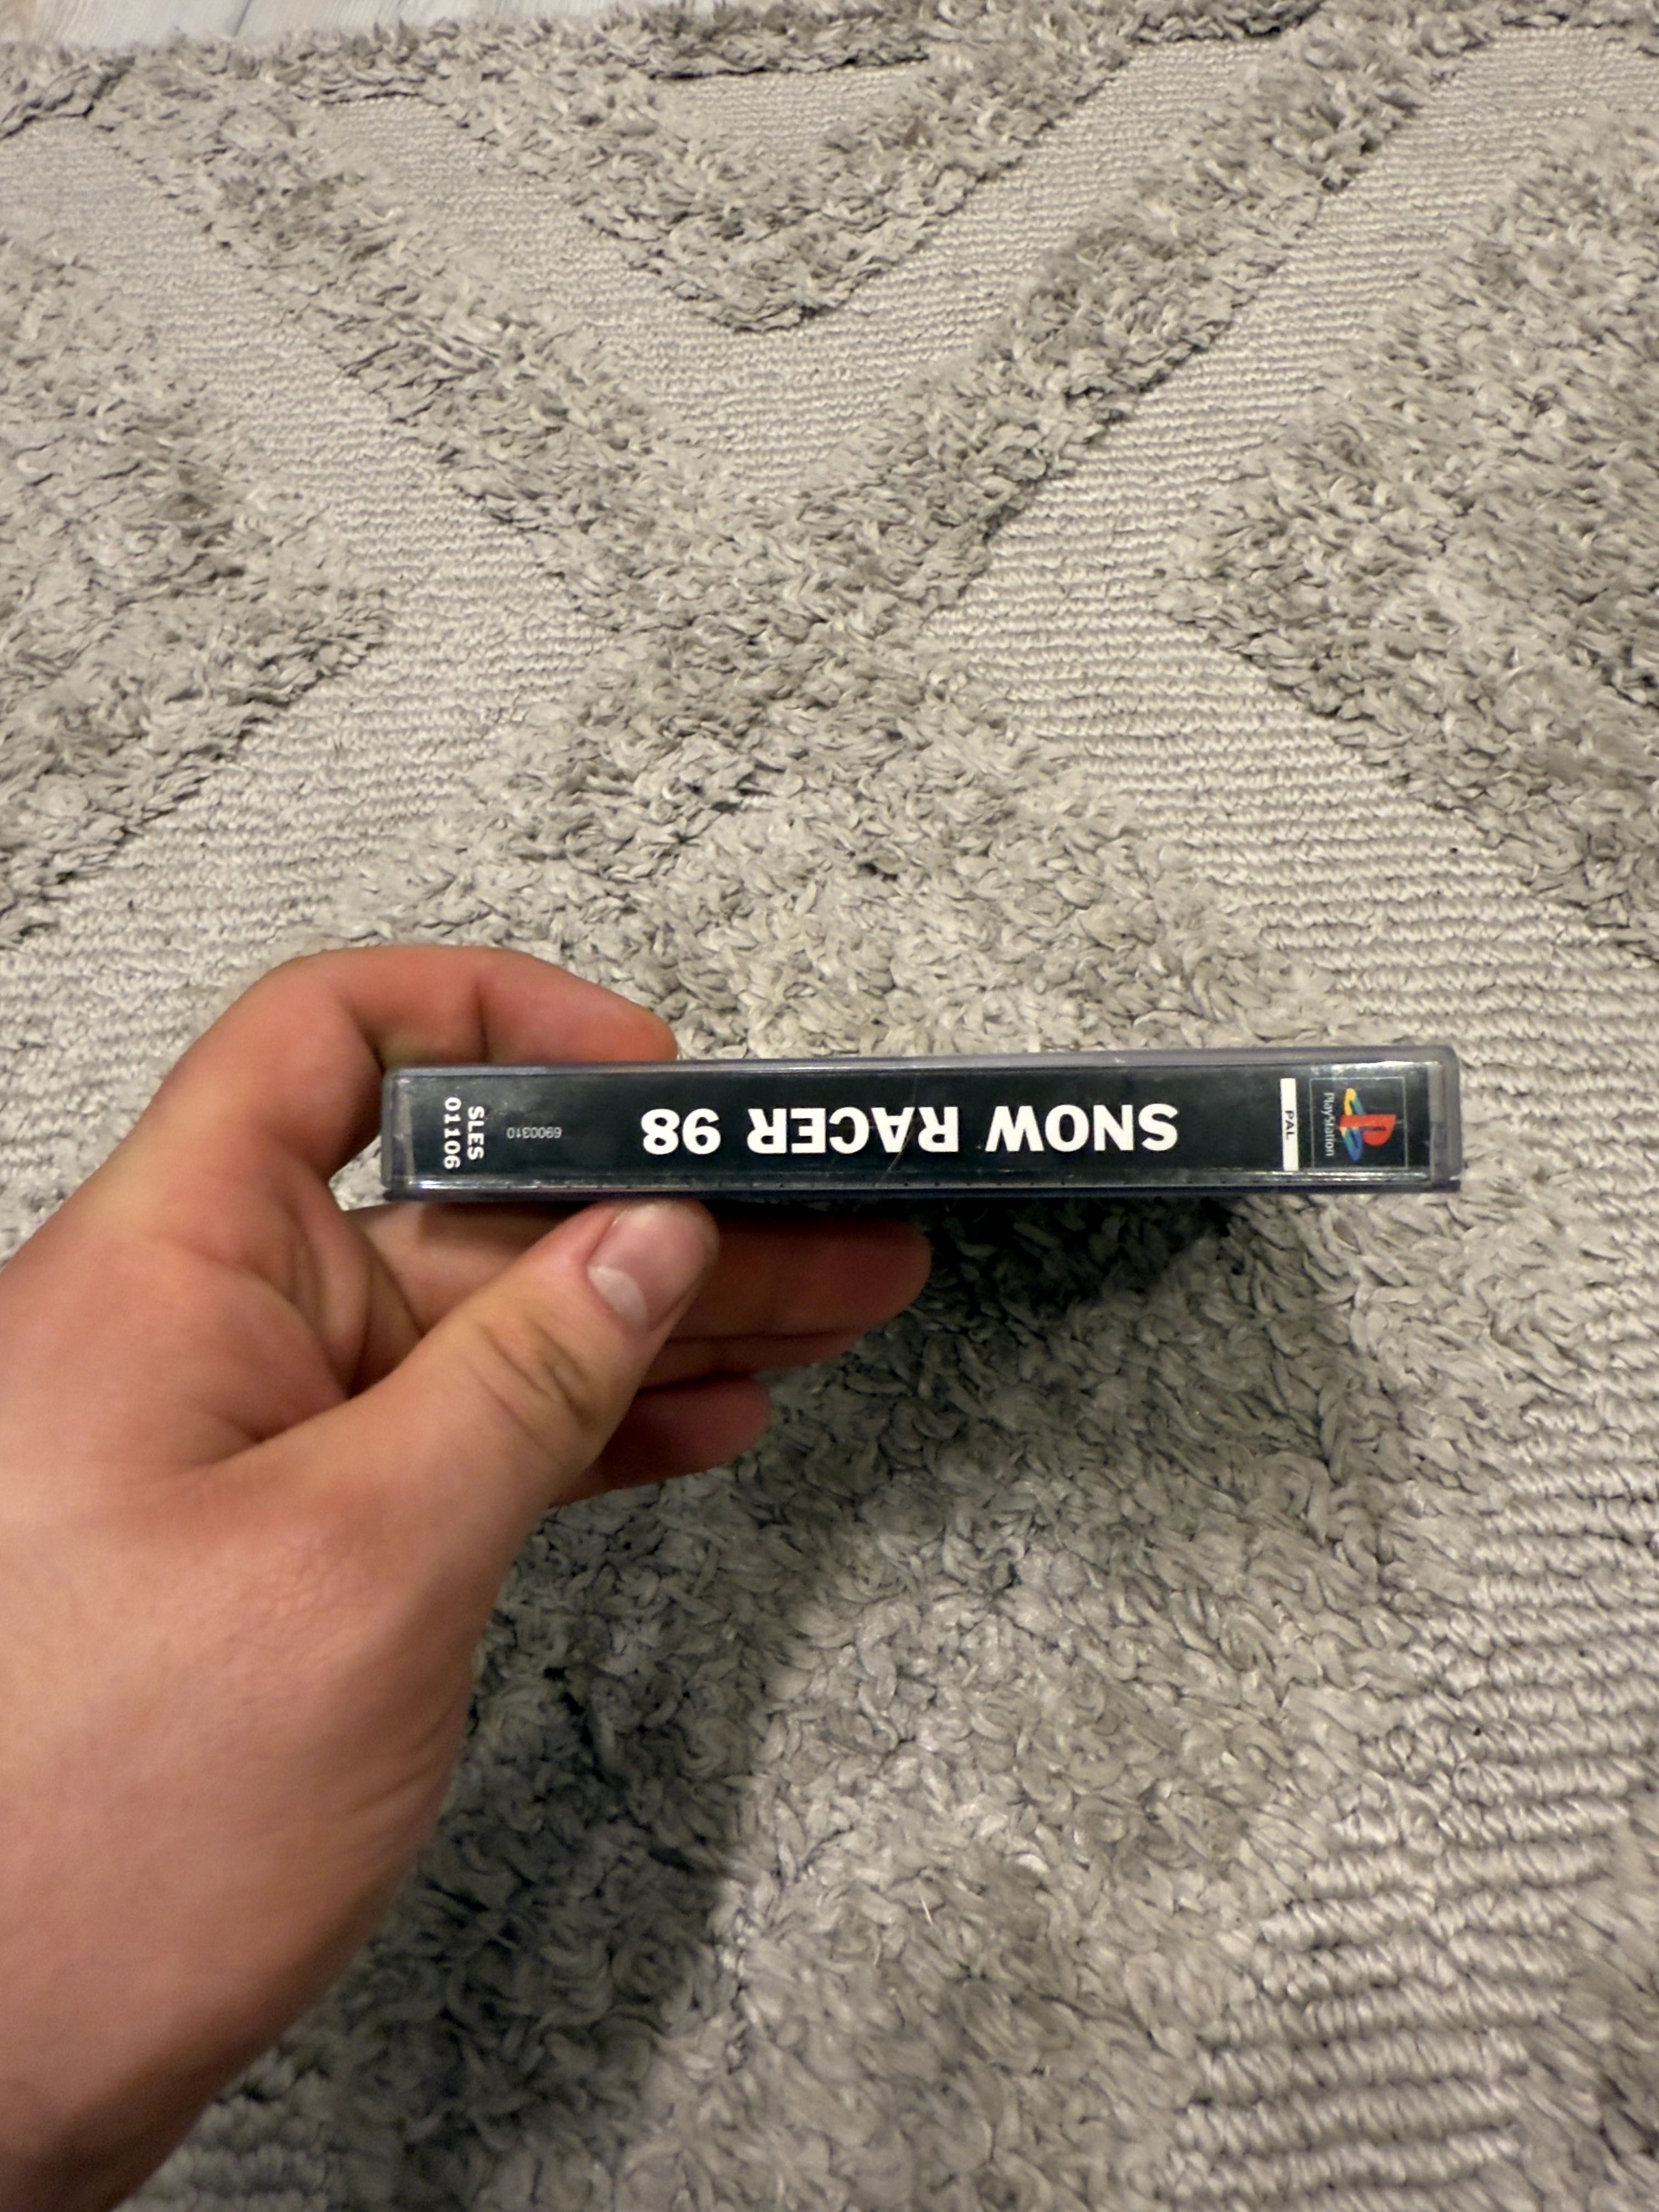 PlayStation
PAL
SNOW RACER 98
6900310
SLES
01106